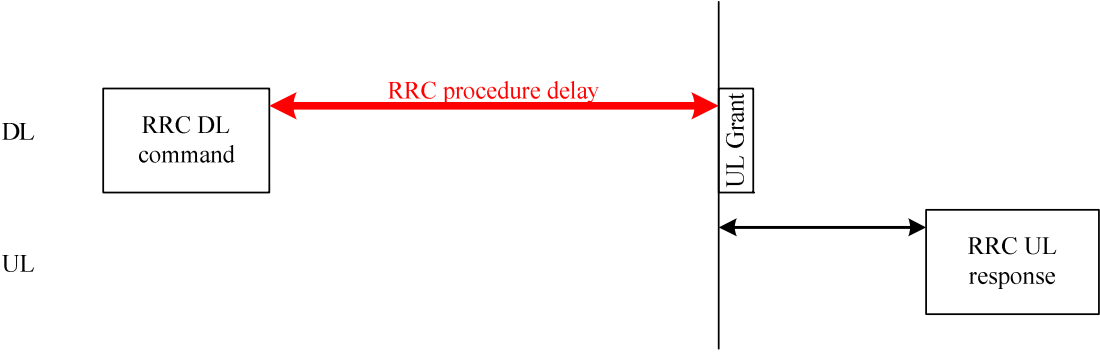 RRC procedure delay
DL
RRC DL
command
UL Grant
UL
RRC UL
response